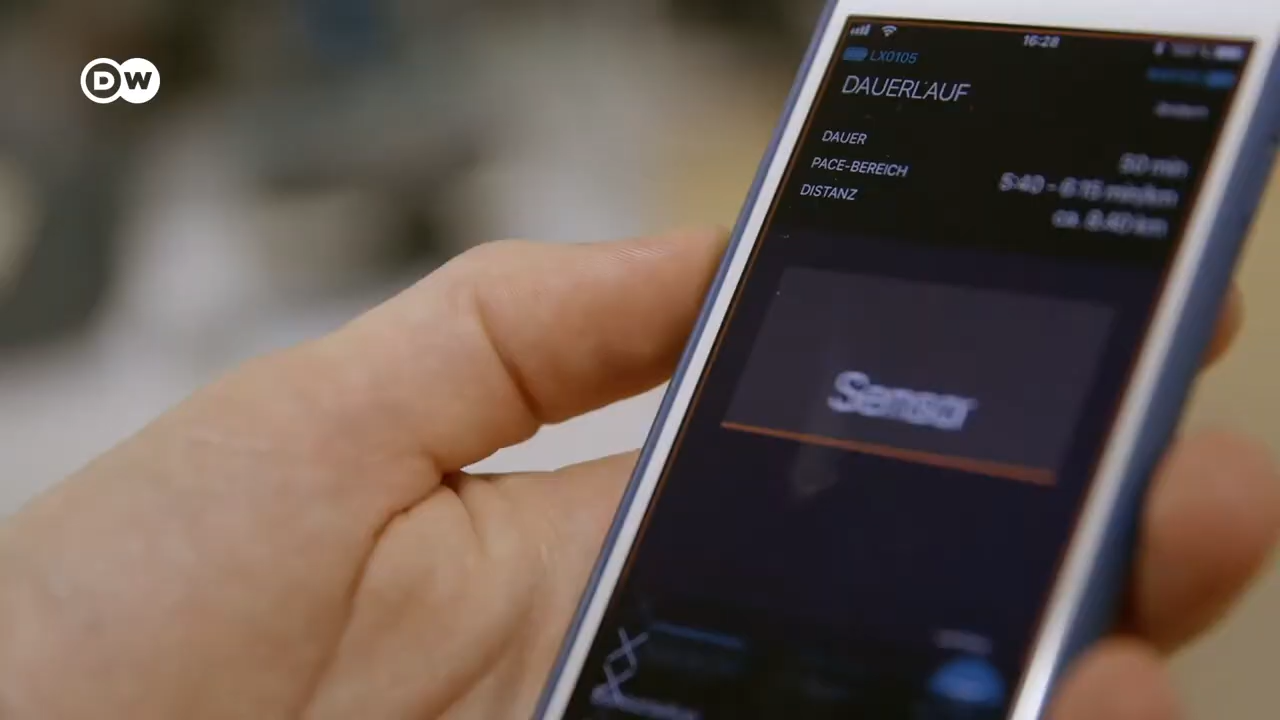 DW
16:28
LX0105
DAUERLAUF
DAUER
50 min
PACE-BEREICH
5:40 - 6:15 min/km
DISTANZ
ca. 8.40 km
Sensor